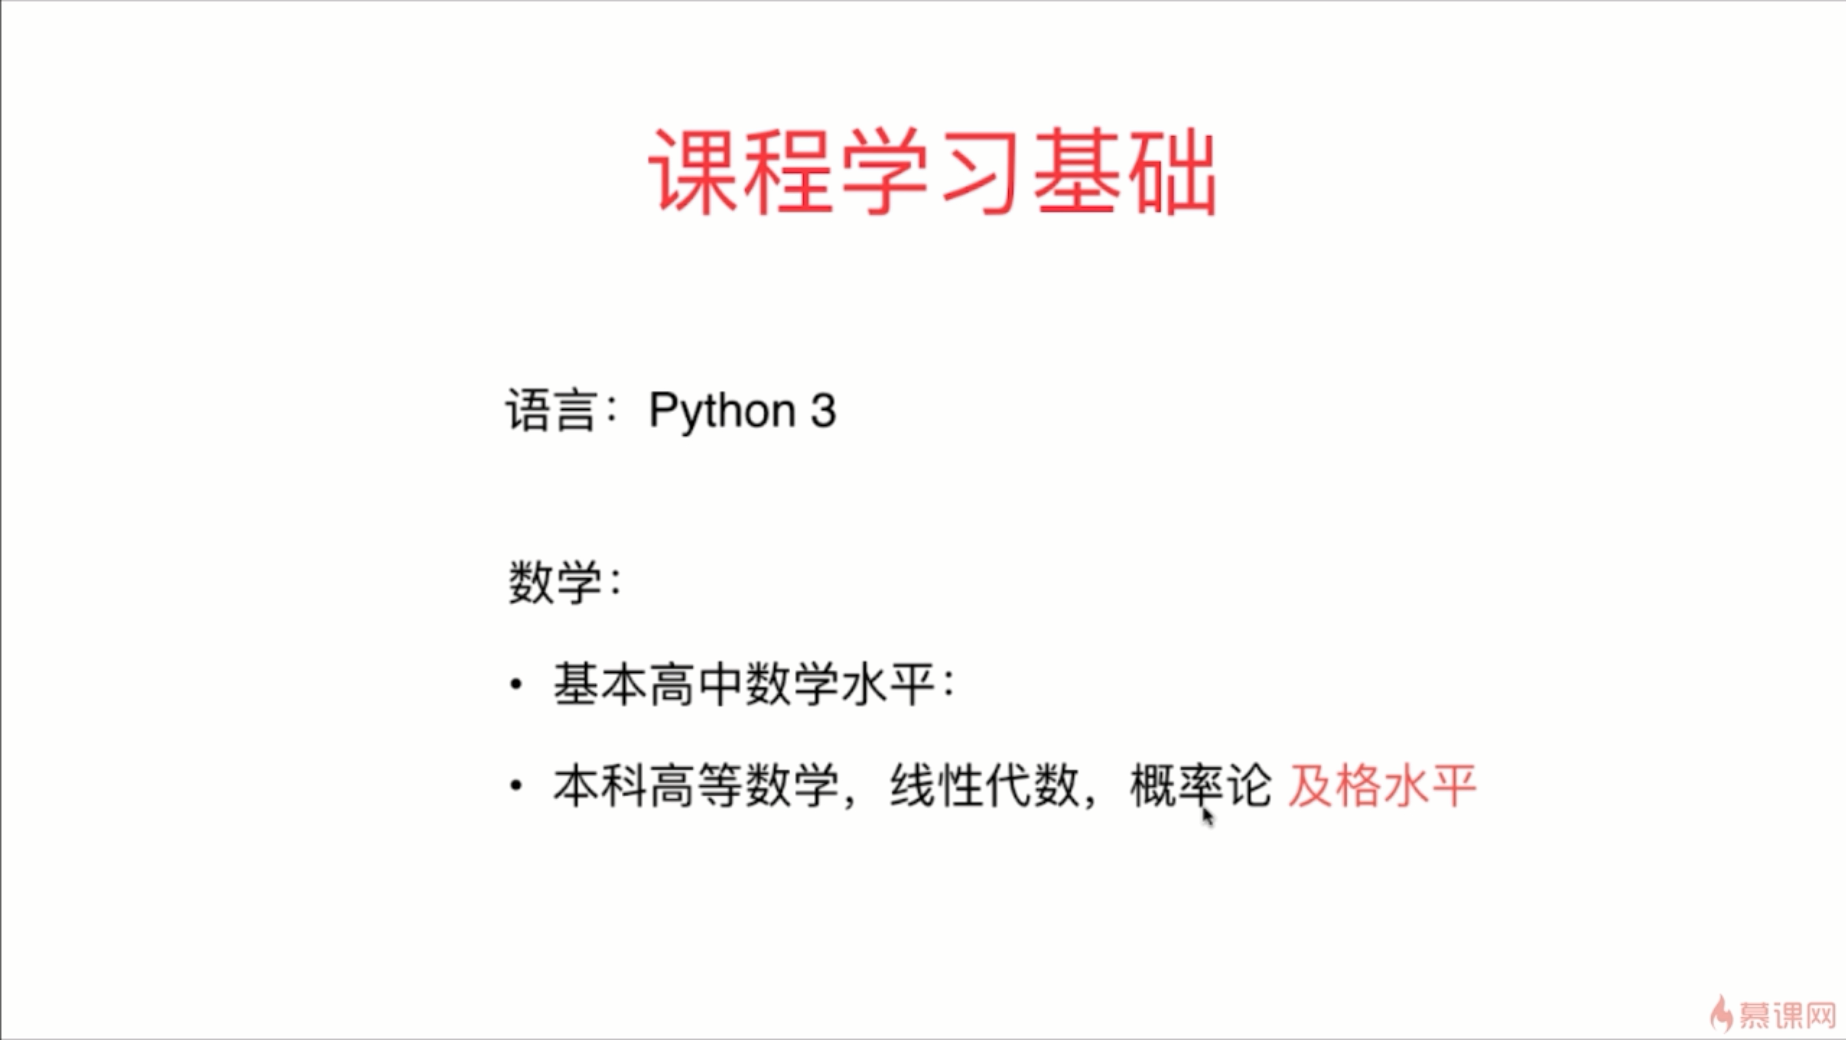 课程学习基础
语言：Python 3
数学：
• 基本高中数学水平：
• 本科高等数学，线性代数，概率论 及格水平
慕课网